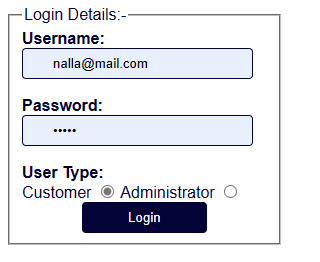 Login Details:-
Username:
nalla@mail.com
Password:
•••••
User Type:
Customer Administrator
Login